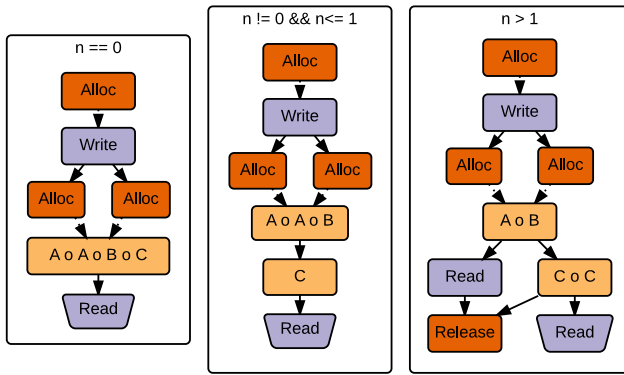 n == 0
Alloc
Write
Alloc Alloc
A o A o B o C
Read
n != 0 && n<= 1
Alloc
Write
Alloc Alloc
A o A o B
C
Read
n > 1
Alloc
Write
Alloc Alloc
A o B
Read C o C
Release Read